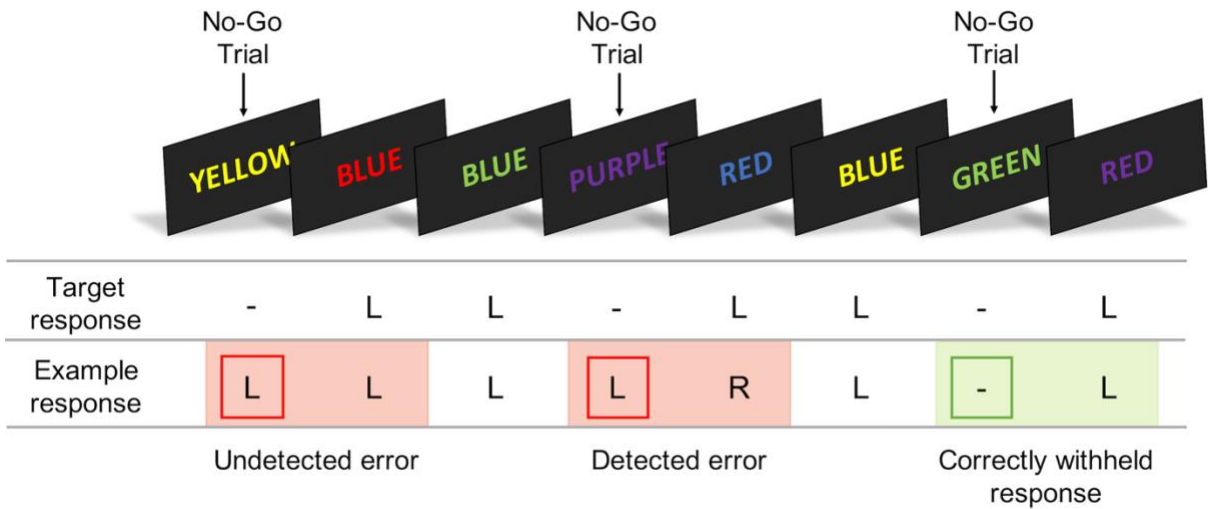 No-Go Trial No-Go Trial No-Go Trial
YELLOW BLUE BLUE PURPLE RED BLUE GREEN RED
Target response - L L - L L - L
Example response L L L L R L - L
Undetected error Detected error Correctly withheld response